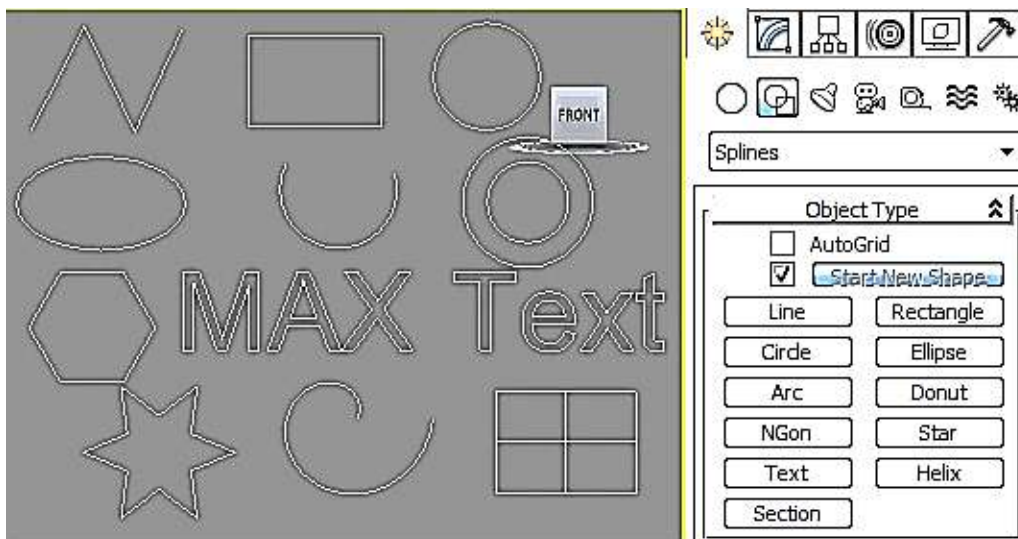 FRONT
MAX Text
Splines
Object Type
AutoGrid
Start New Shape
Line Rectangle
Circle Ellipse
Arc Donut
NGon Star
Text Helix
Section